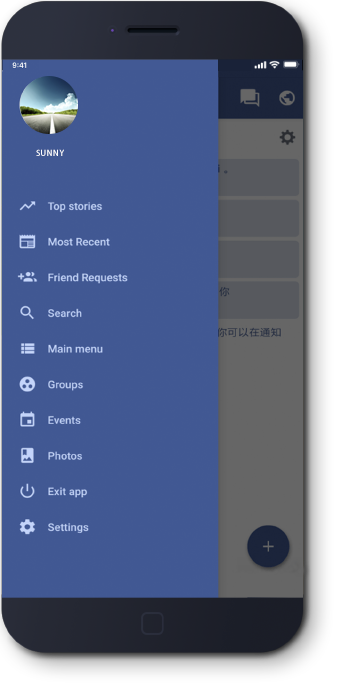 9:41
SUNNY
Top stories
Most Recent
Friend Requests
Search
Main menu
Groups
Events
Photos
Exit app
Settings
。
你
你可以在通知